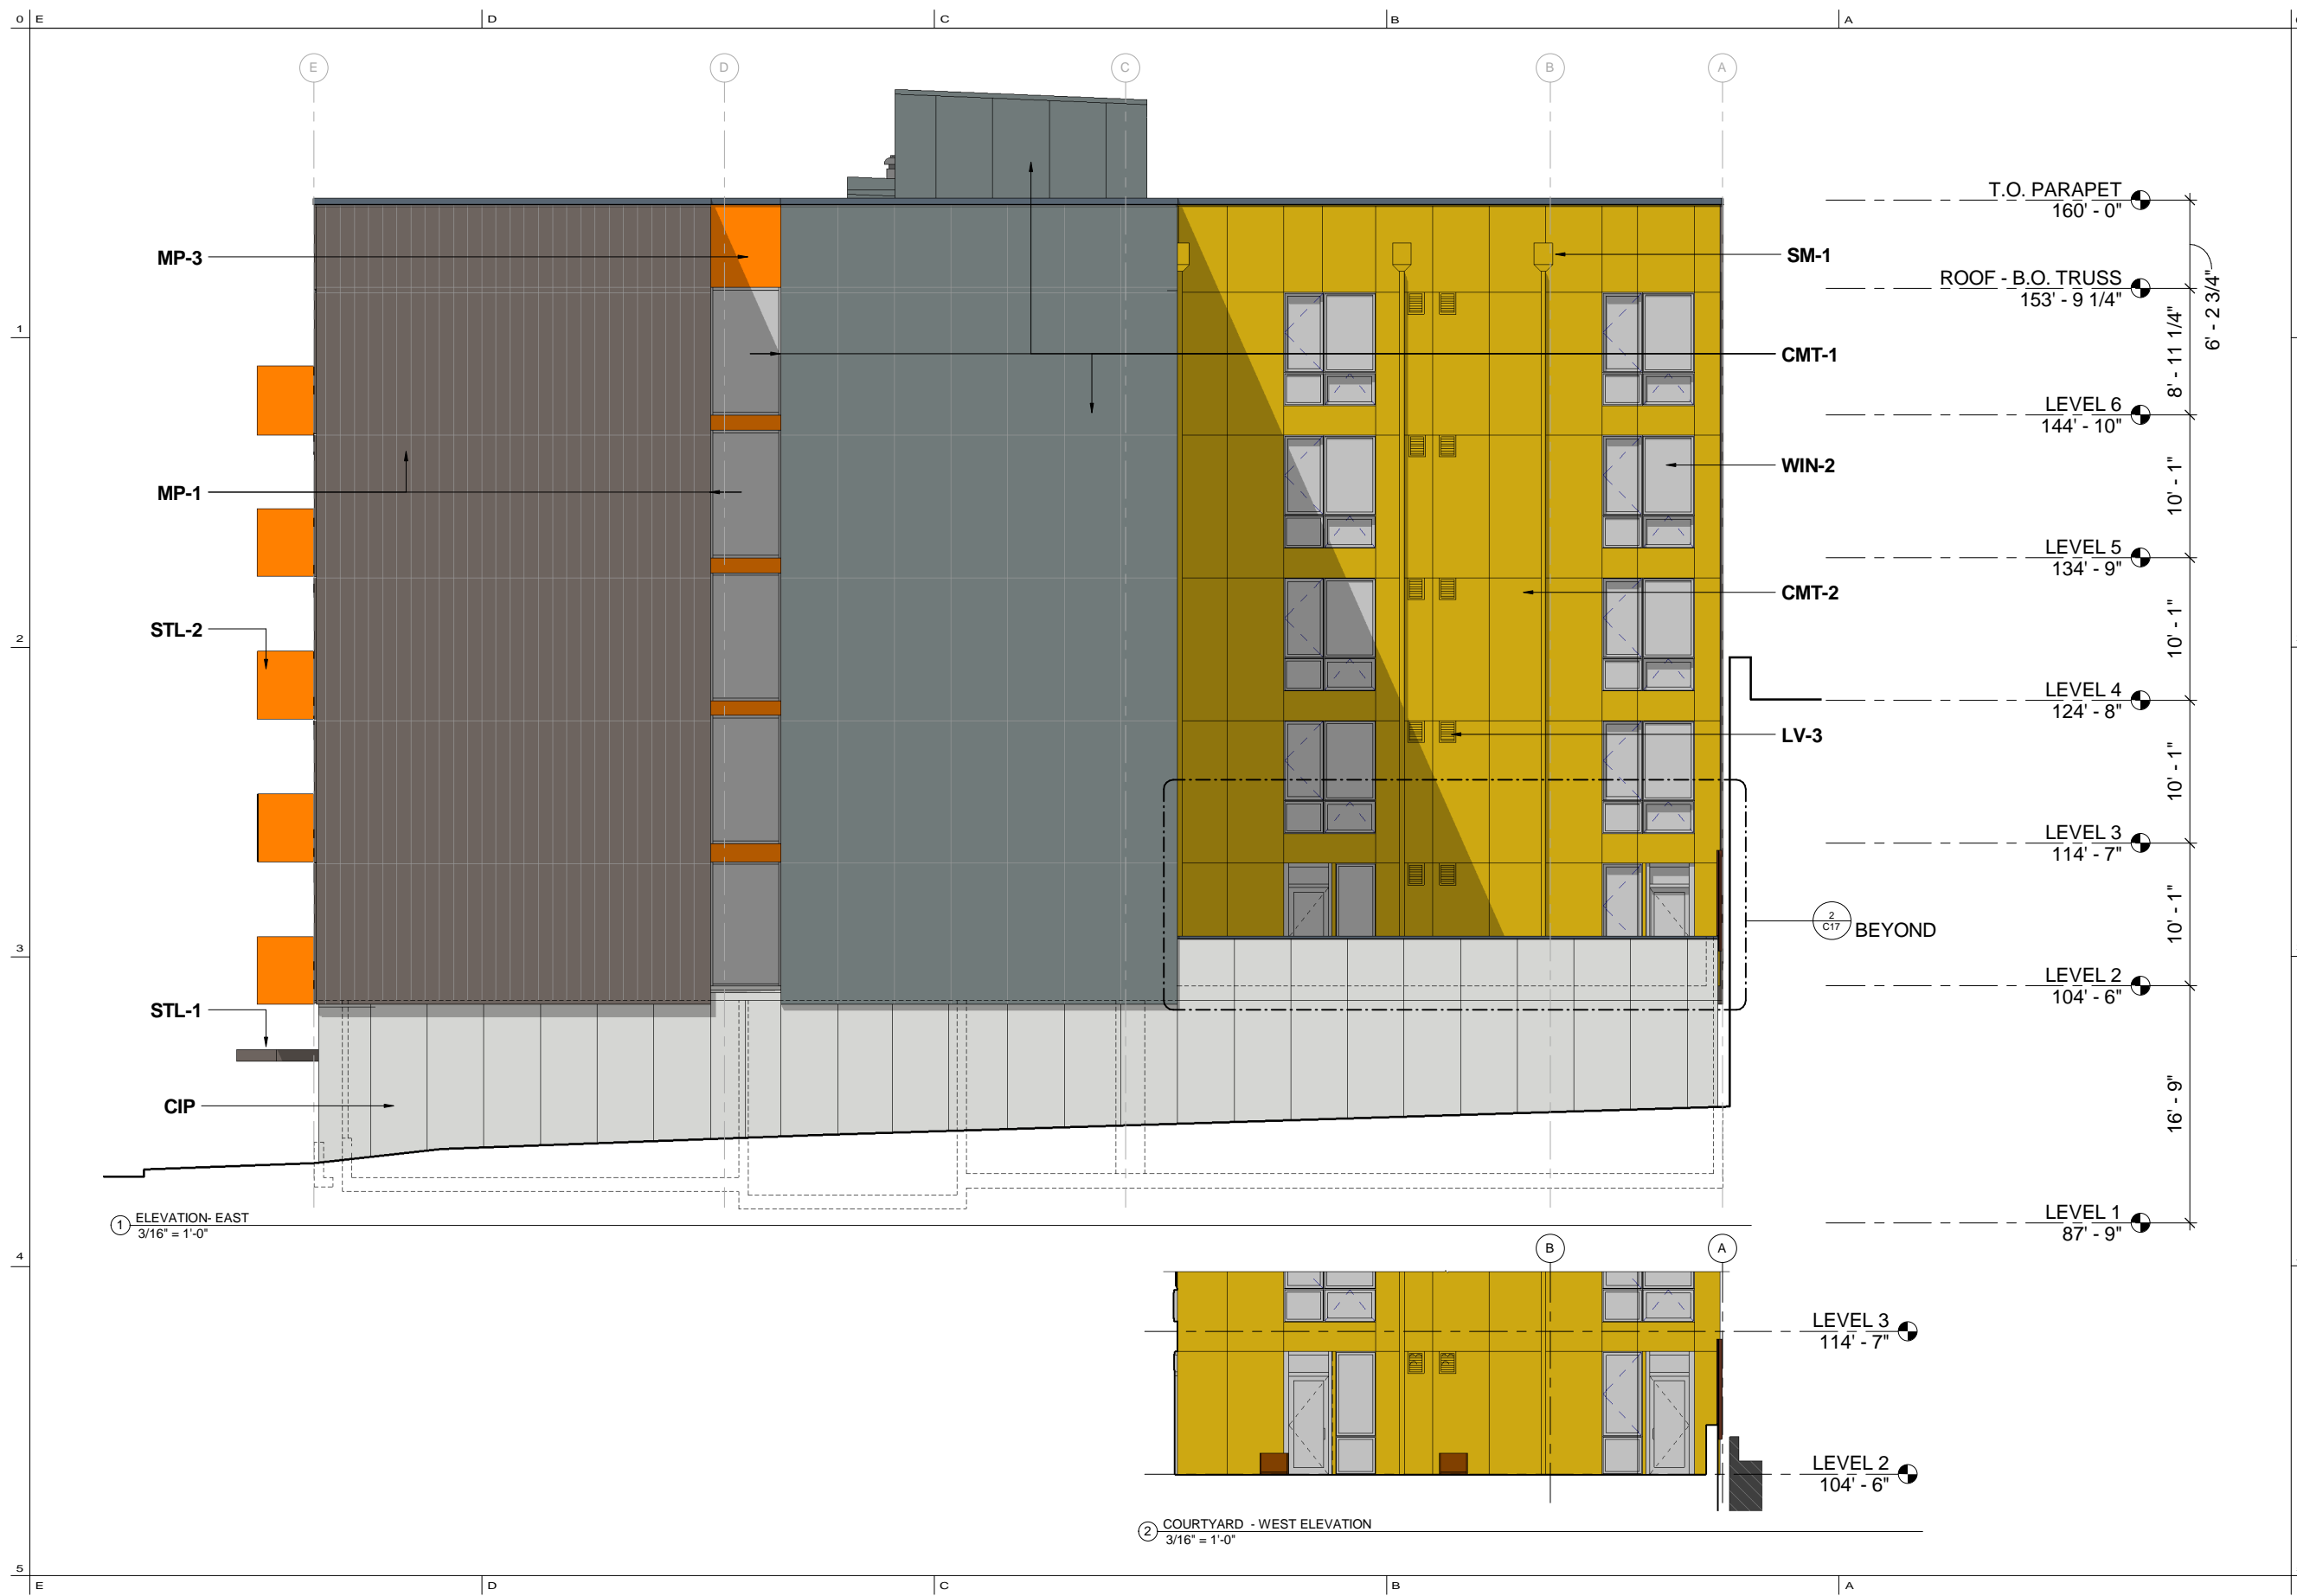 0 E D C B A
E D C B A
T.O. PARAPET
160' - 0"
MP-3
SM-1
ROOF - B.O. TRUSS
153' - 9 1/4"
6' - 2 3/4"
8' - 11 1/4"
1
CMT-1
LEVEL 6
144' - 10"
MP-1
WIN-2
10' - 1"
LEVEL 5
134' - 9"
CMT-2
10' - 1"
STL-2
2
LEVEL 4
124' - 8"
LV-3
10' - 1"
LEVEL 3
114' - 7"
2
C17
BEYOND
10' - 1"
3
LEVEL 2
104' - 6"
STL-1
CIP
16' - 9"
LEVEL 1
87' - 9"
1 ELEVATION- EAST
3/16" = 1'-0"
4
B A
LEVEL 3
114' - 7"
LEVEL 2
104' - 6"
2 COURTYARD - WEST ELEVATION
3/16" = 1'-0"
5
E D C B A